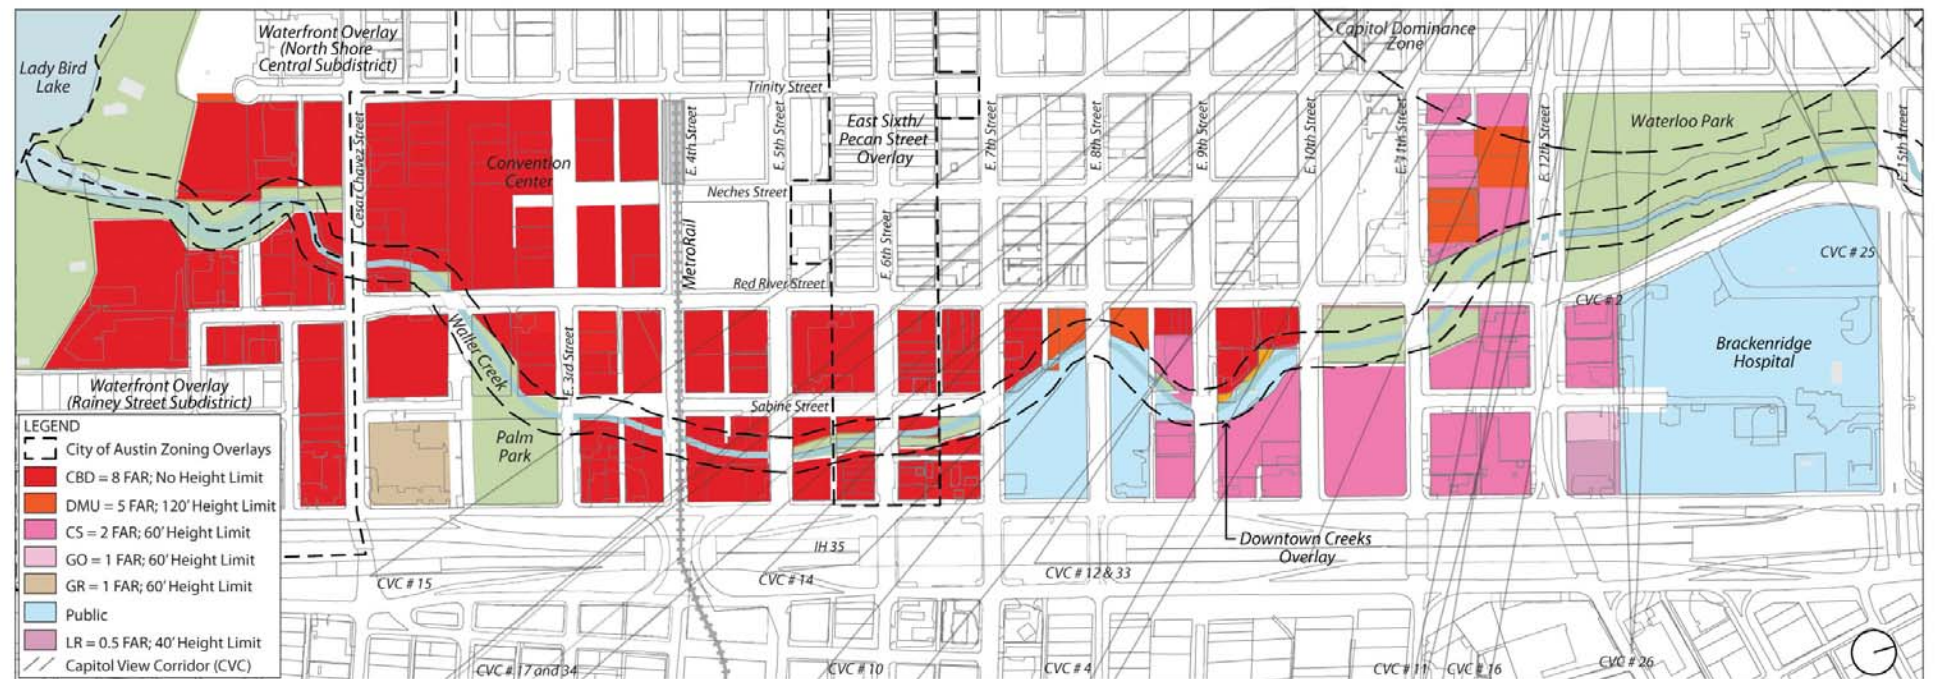 Waterfront Overlay
(North Shore
Central Subdistrict)
Capitol Dominance
Zone
Lady Bird
Lake
Trinity Street
Cesar Chavez Street
E. 4th Street
E. 5th Street
East Sixth/
Pecan Street
Overlay
E. 7th Street
E. 8th Street
E. 9th Street
E. 10th Street
E. 11th Street
E. 12th Street
Waterloo Park
E. 15th Street
Convention
Center
Neches Street
MetroRail
E. 6th Street
Red River Street
CVC # 25
CVC # 2
Waller Creek
E. 3rd Street
Brackenridge
Hospital
Waterfront Overlay
(Rainey Street Subdistrict)
Sabine Street
Palm
Park
LEGEND
City of Austin Zoning Overlays
CBD = 8 FAR; No Height Limit
DMU = 5 FAR; 120' Height Limit
CS = 2 FAR; 60' Height Limit
GO = 1 FAR; 60' Height Limit
GR = 1 FAR; 60' Height Limit
Public
LR = 0.5 FAR; 40' Height Limit
Capitol View Corridor (CVC)
Downtown Creeks
Overlay
IH 35
CVC # 15
CVC # 14
CVC # 12 & 33
CVC # 17 and 34
CVC # 10
CVC # 4
CVC # 11
CVC # 16
CVC # 26